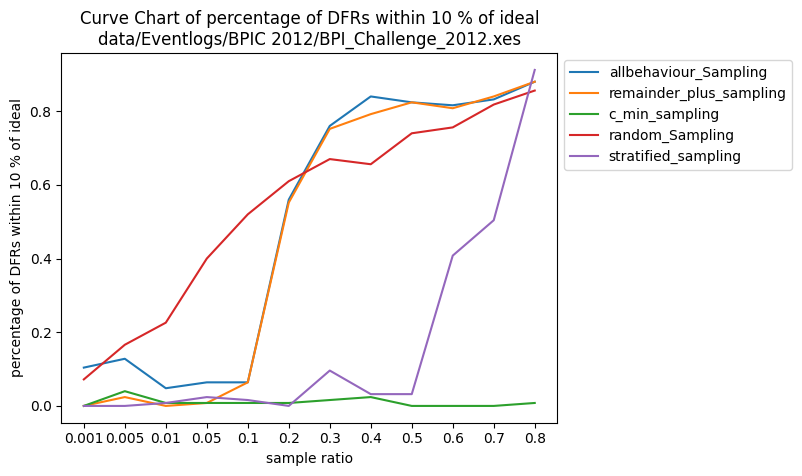 Curve Chart of percentage of DFRs within 10 % of ideal
data/Eventlogs/BPIC 2012/BPI_Challenge_2012.xes
percentage of DFRs within 10 % of ideal
0.8
0.6
0.4
0.2
0.0
0.001 0.005 0.01 0.05 0.1 0.2 0.3 0.4 0.5 0.6 0.7 0.8
sample ratio
allbehaviour_Sampling
remainder_plus_sampling
c_min_sampling
random_Sampling
stratified_sampling